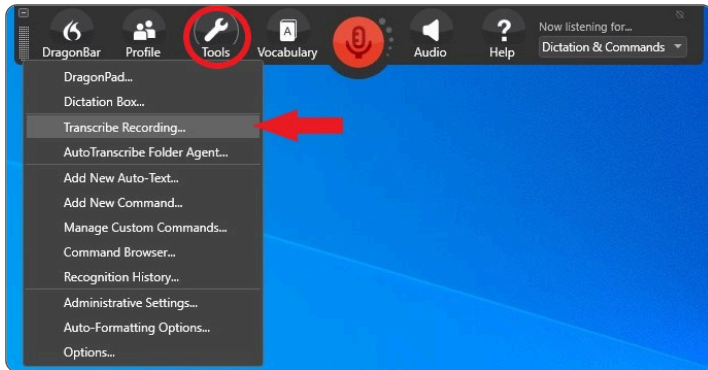 Now listening for...
DragonBar Profile Tools A Vocabulary Audio ? Help Dictation & Commands
DragonPad...
Dictation Box...
Transcribe Recording...
AutoTranscribe Folder Agent...
Add New Auto-Text...
Add New Command...
Manage Custom Commands...
Command Browser...
Recognition History...
Administrative Settings...
Auto-Formatting Options...
Options...